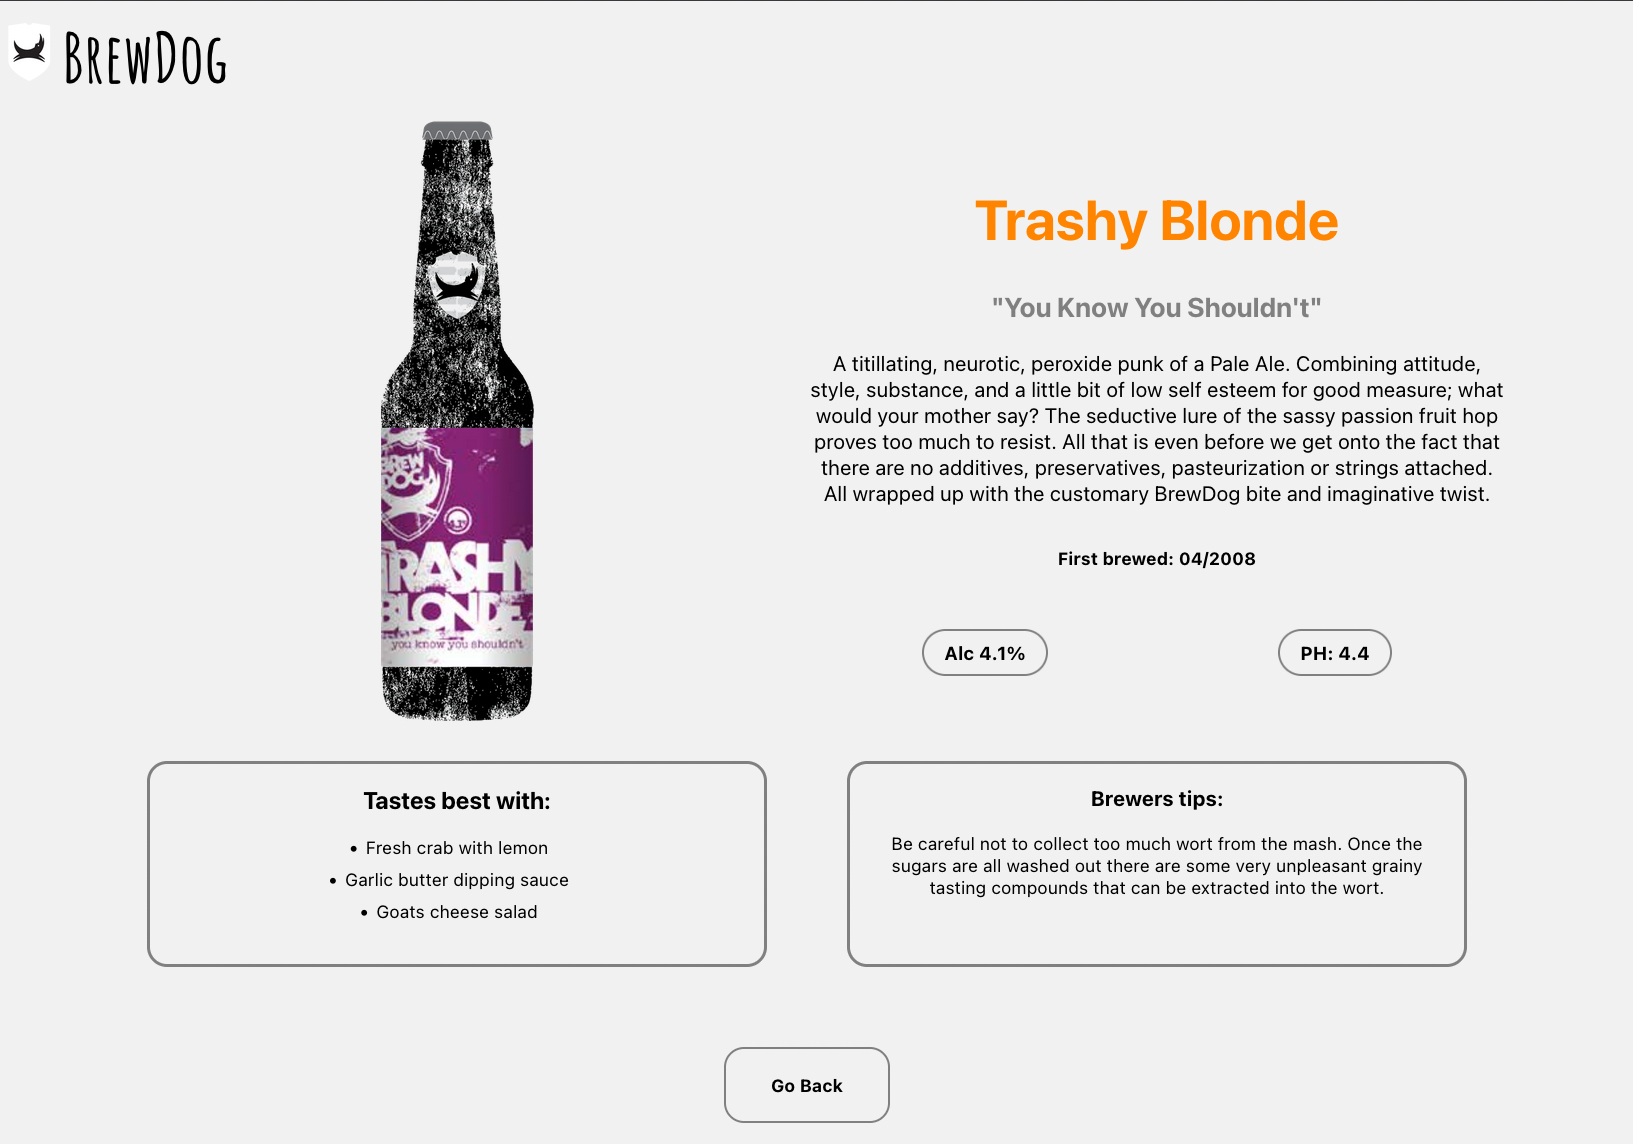 BREWDOG
BREW
DOG
TRASHY
BLONDE
you know you shouldn't
Trashy Blonde
"You Know You Shouldn't"
A titillating, neurotic, peroxide punk of a Pale Ale. Combining attitude,
style, substance, and a little bit of low self esteem for good measure; what
would your mother say? The seductive lure of the sassy passion fruit hop
proves too much to resist. All that is even before we get onto the fact that
there are no additives, preservatives, pasteurization or strings attached.
All wrapped up with the customary BrewDog bite and imaginative twist.
First brewed: 04/2008
Alc 4.1%
PH: 4.4
Tastes best with:
• Fresh crab with lemon
• Garlic butter dipping sauce
• Goats cheese salad
Brewers tips:
Be careful not to collect too much wort from the mash. Once the
sugars are all washed out there are some very unpleasant grainy
tasting compounds that can be extracted into the wort.
Go Back